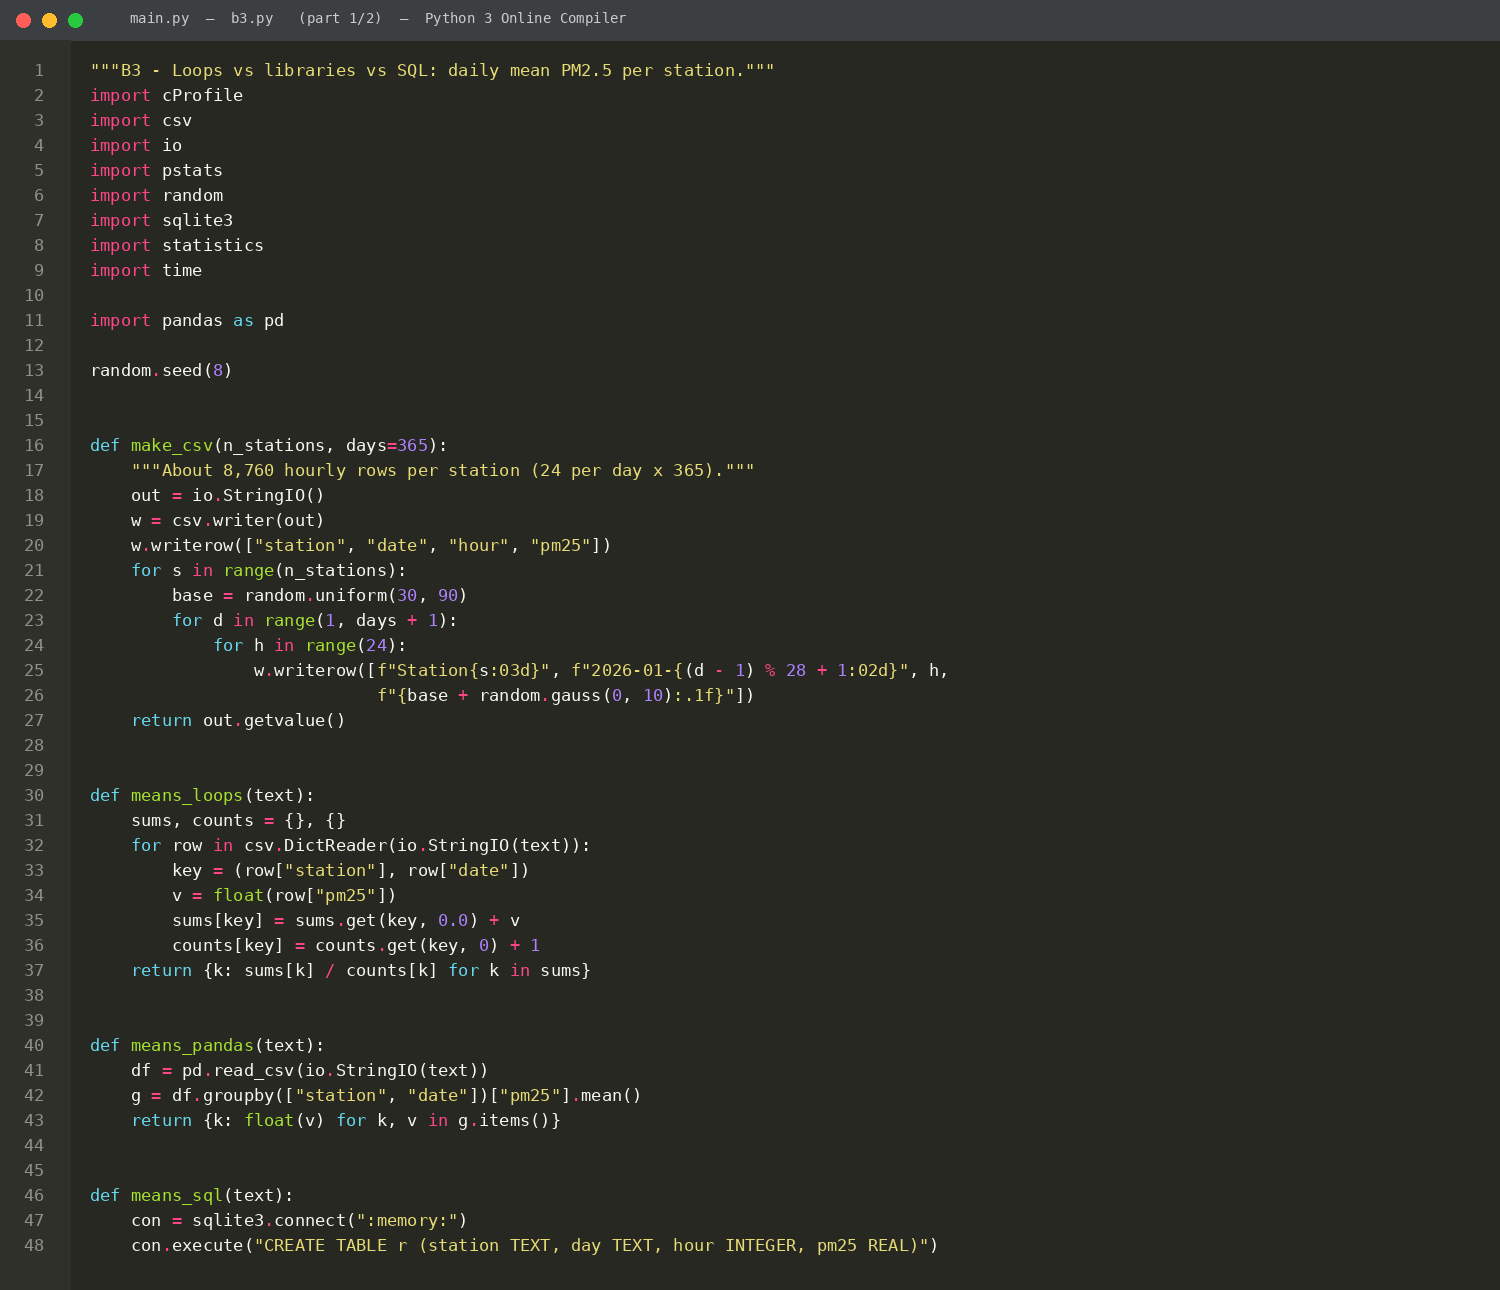 main.py — b3.py (part 1/2) — Python 3 Online Compiler
1 """B3 - Loops vs libraries vs SQL: daily mean PM2.5 per station."""
2 import cProfile
3 import csv
4 import io
5 import pstats
6 import random
7 import sqlite3
8 import statistics
9 import time
10
11 import pandas as pd
12
13 random.seed(8)
14
15
16 def make_csv(n_stations, days=365):
17     """About 8,760 hourly rows per station (24 per day x 365)."""
18     out = io.StringIO()
19     w = csv.writer(out)
20     w.writerow(["station", "date", "hour", "pm25"])
21     for s in range(n_stations):
22         base = random.uniform(30, 90)
23         for d in range(1, days + 1):
24             for h in range(24):
25                 w.writerow([f"Station{s:03d}", f"2026-01-{(d - 1) % 28 + 1:02d}", h,
26                             f"{base + random.gauss(0, 10):.1f}"])
27     return out.getvalue()
28
29
30 def means_loops(text):
31     sums, counts = {}, {}
32     for row in csv.DictReader(io.StringIO(text)):
33         key = (row["station"], row["date"])
34         v = float(row["pm25"])
35         sums[key] = sums.get(key, 0.0) + v
36         counts[key] = counts.get(key, 0) + 1
37     return {k: sums[k] / counts[k] for k in sums}
38
39
40 def means_pandas(text):
41     df = pd.read_csv(io.StringIO(text))
42     g = df.groupby(["station", "date"])["pm25"].mean()
43     return {k: float(v) for k, v in g.items()}
44
45
46 def means_sql(text):
47     con = sqlite3.connect(":memory:")
48     con.execute("CREATE TABLE r (station TEXT, day TEXT, hour INTEGER, pm25 REAL)")